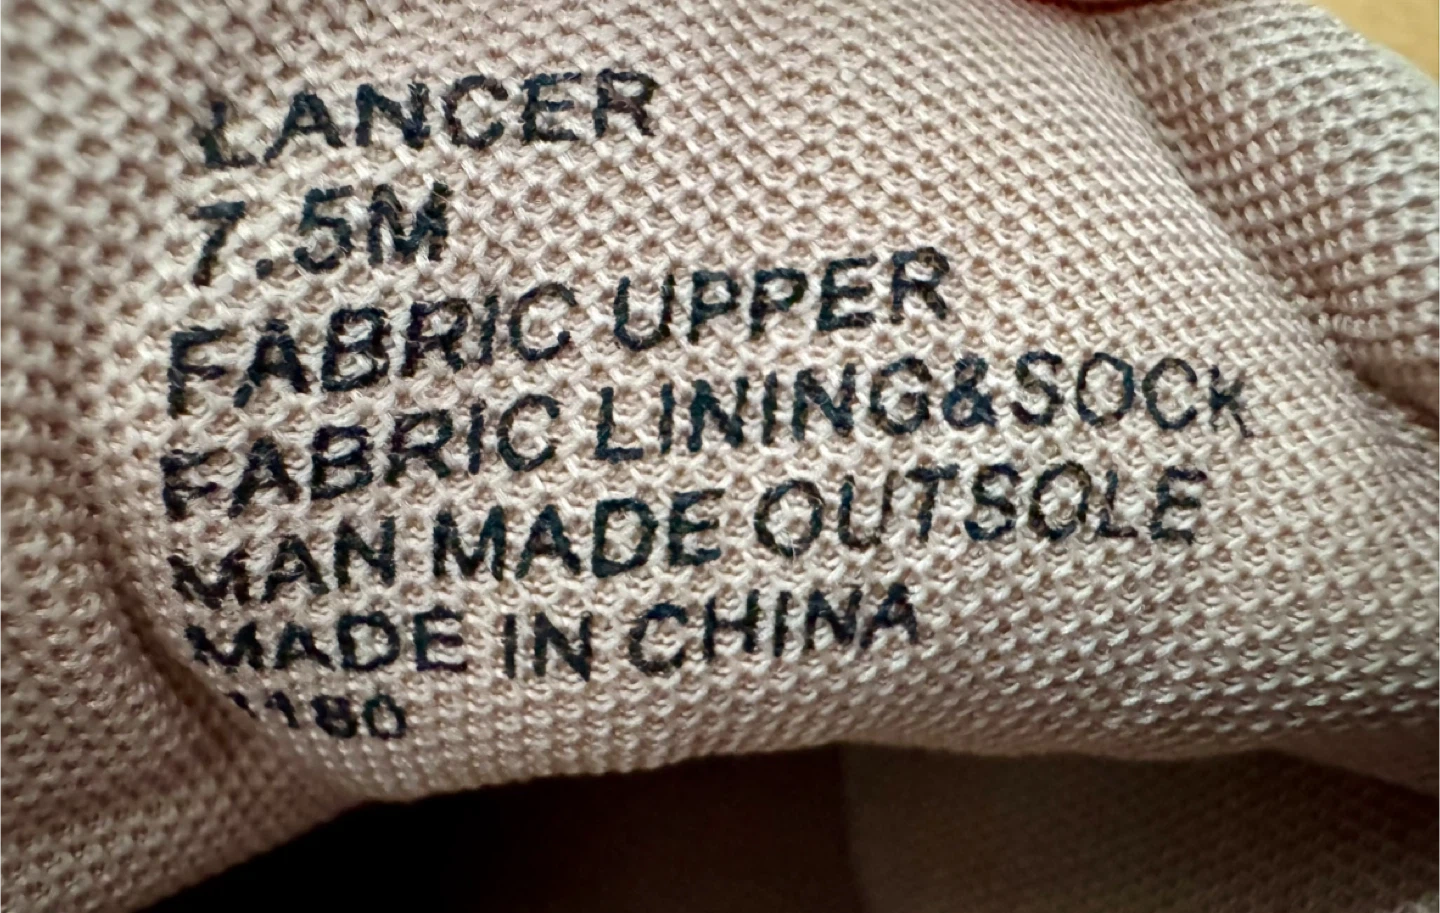 LANCER
7.5M
FABRIC UPPER
FABRIC LINING&SOCK
MAN MADE OUTSOLE
MADE IN CHINA